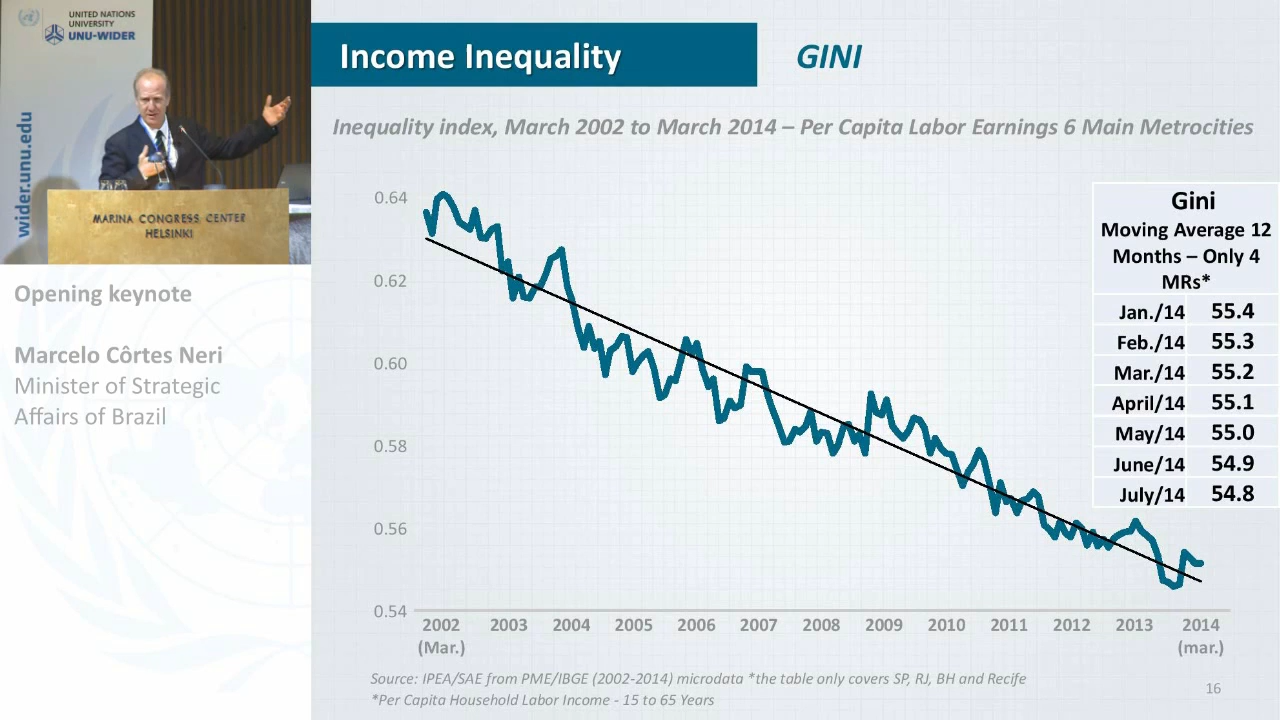 UNITED NATIONS
UNIVERSITY
UNU-WIDER
wider.unu.edu
MARINA CONGRESS CENTER
HELSINKI
Opening keynote
Marcelo Côrtes Neri
Minister of Strategic
Affairs of Brazil
Income Inequality
GINI
Inequality index, March 2002 to March 2014 – Per Capita Labor Earnings 6 Main Metrocities
0.64
0.62
0.60
0.58
0.56
0.54
2002 2003 2004 2005 2006 2007 2008 2009 2010 2011 2012 2013 2014
(Mar.) (mar.)
Gini
Moving Average 12
Months – Only 4
MRs*
Jan./14 55.4
Feb./14 55.3
Mar./14 55.2
April/14 55.1
May/14 55.0
June/14 54.9
July/14 54.8
Source: IPEA/SAE from PME/IBGE (2002-2014) microdata *the table only covers SP, RJ, BH and Recife
*Per Capita Household Labor Income - 15 to 65 Years
16